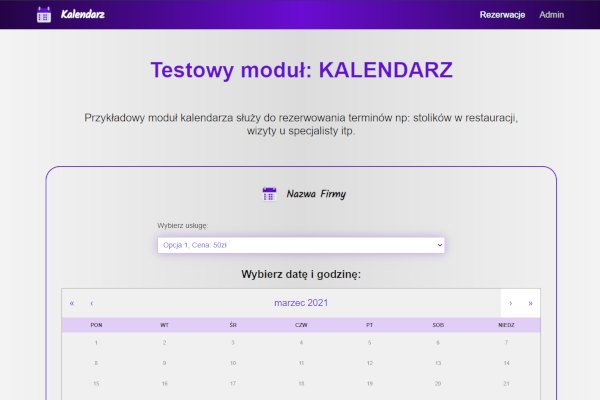 Kalendarz
Rezerwacje Admin
Testowy moduł: KALENDARZ
Przykładowy moduł kalendarza służy do rezerwowania terminów np: stolików w restauracji,
wizyty u specjalisty itp.
Nazwa Firmy
Wybierz usługę:
Opcja 1, Cena: 50zł
Wybierz datę i godzinę:
« ‹ marzec 2021 › »
PON WT ŚR CZW PT SOB NIEDZ
1 2 3 4 5 6 7
8 9 10 11 12 13 14
15 16 17 18 19 20 21